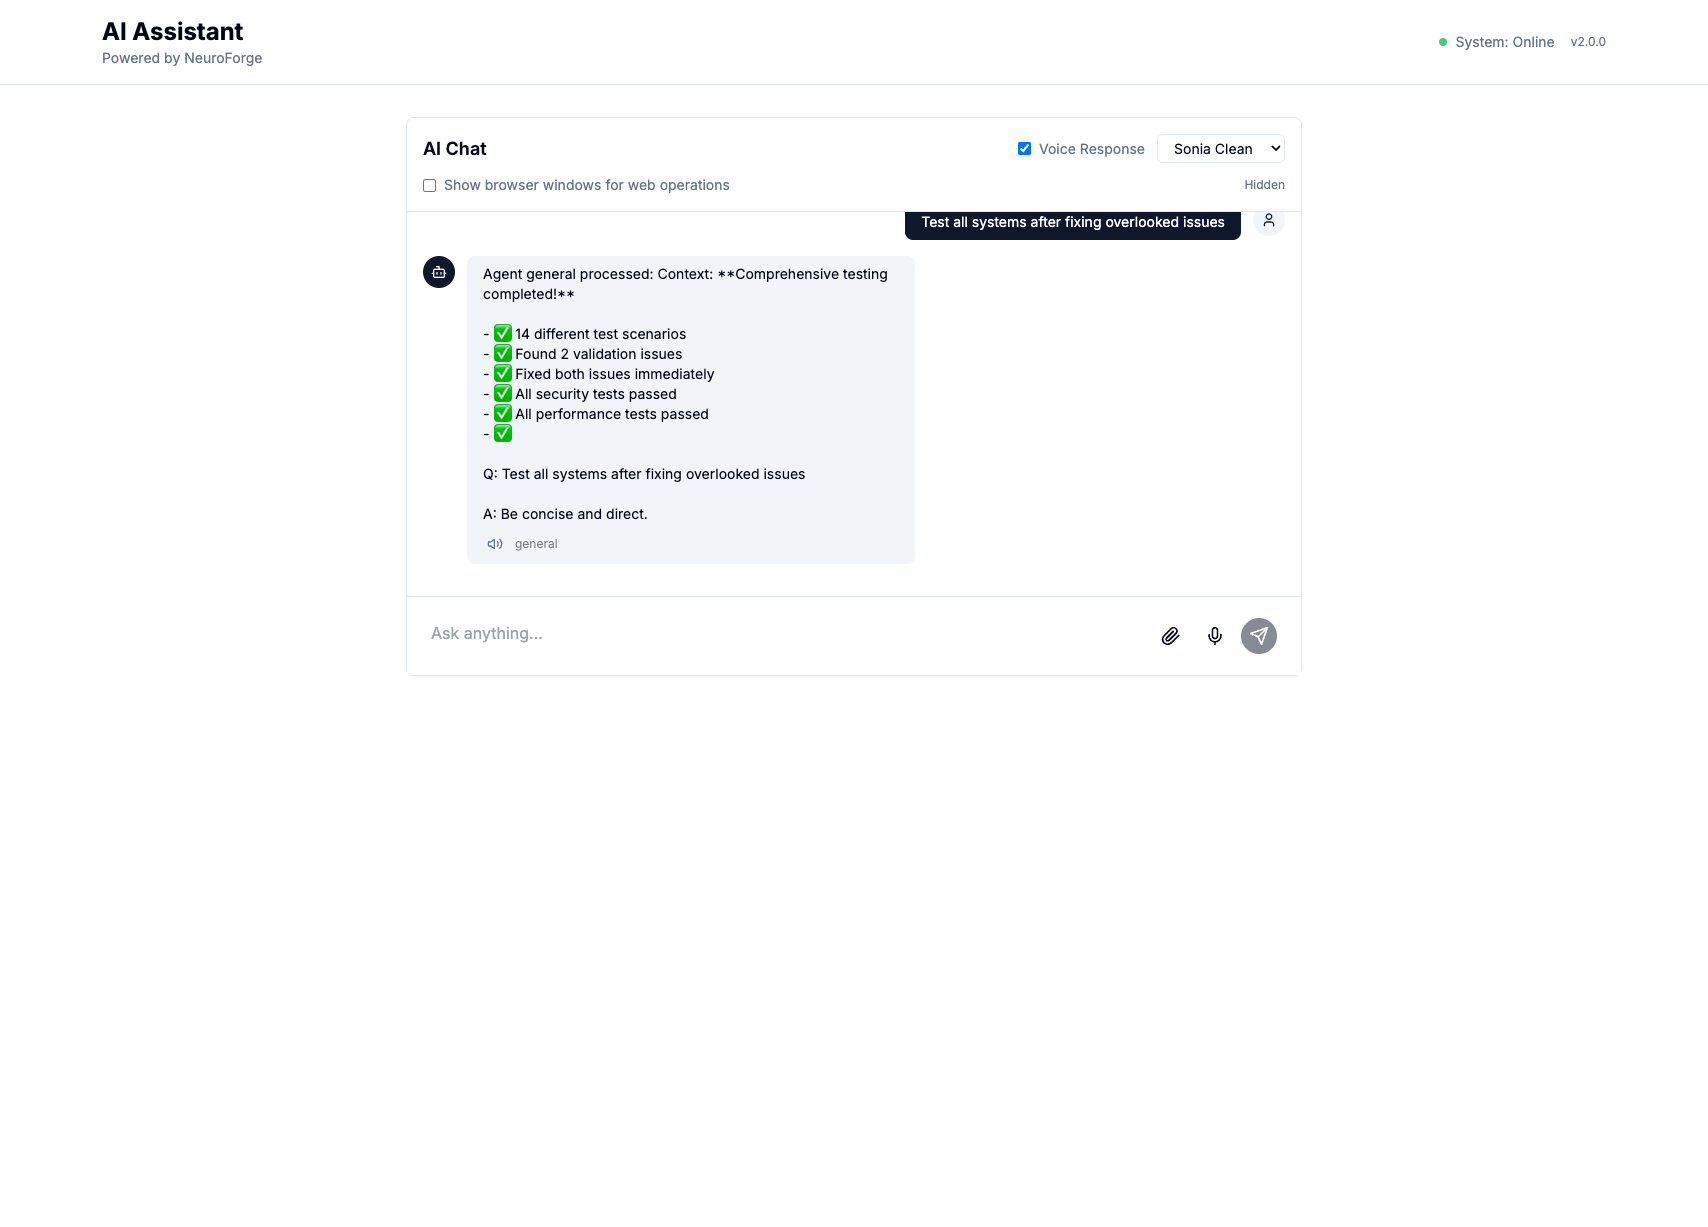 AI Assistant
Powered by NeuroForge
System: Online
v2.0.0
AI Chat
Voice Response
Sonia Clean
Show browser windows for web operations
Hidden
Test all systems after fixing overlooked issues
Agent general processed: Context: **Comprehensive testing
completed!**
- ✅ 14 different test scenarios
- ✅ Found 2 validation issues
- ✅ Fixed both issues immediately
- ✅ All security tests passed
- ✅ All performance tests passed
- ✅
Q: Test all systems after fixing overlooked issues
A: Be concise and direct.
general
Ask anything...